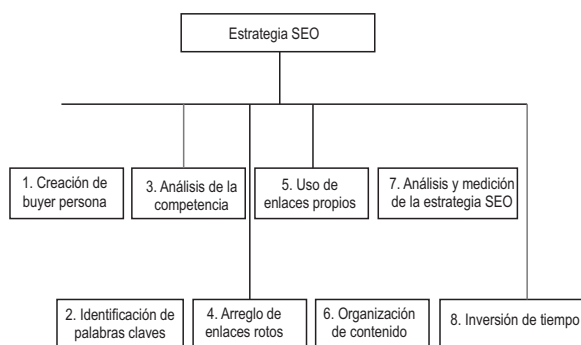 Estrategia SEO
1. Creación de
buyer persona
3. Análisis de la
competencia
5. Uso de
enlaces propios
7. Análisis y medición
de la estrategia SEO
2. Identificación de
palabras claves
4. Arreglo de
enlaces rotos
6. Organización
de contenido
8. Inversión de tiempo